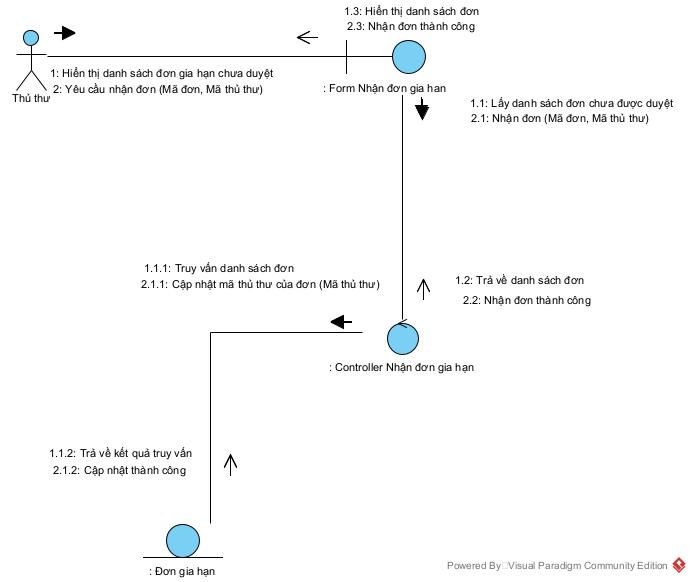 1.3: Hiển thị danh sách đơn
2.3: Nhận đơn thành công
1: Hiển thị danh sách đơn gia hạn chưa duyệt
2: Yêu cầu nhận đơn (Mã đơn, Mã thủ thư)
Thủ thư
: Form Nhận đơn gia han
1.1: Lấy danh sách đơn chưa được duyệt
2.1: Nhận đơn (Mã đơn, Mã thủ thư)
1.1.1: Truy vấn danh sách đơn
2.1.1: Cập nhật mã thủ thư của đơn (Mã thủ thư)
1.2: Trả về danh sách đơn
2.2: Nhận đơn thành công
: Controller Nhận đơn gia hạn
1.1.2: Trả về kết quả truy vấn
2.1.2: Cập nhật thành công
: Đơn gia hạn
Powered By Visual Paradigm Community Edition